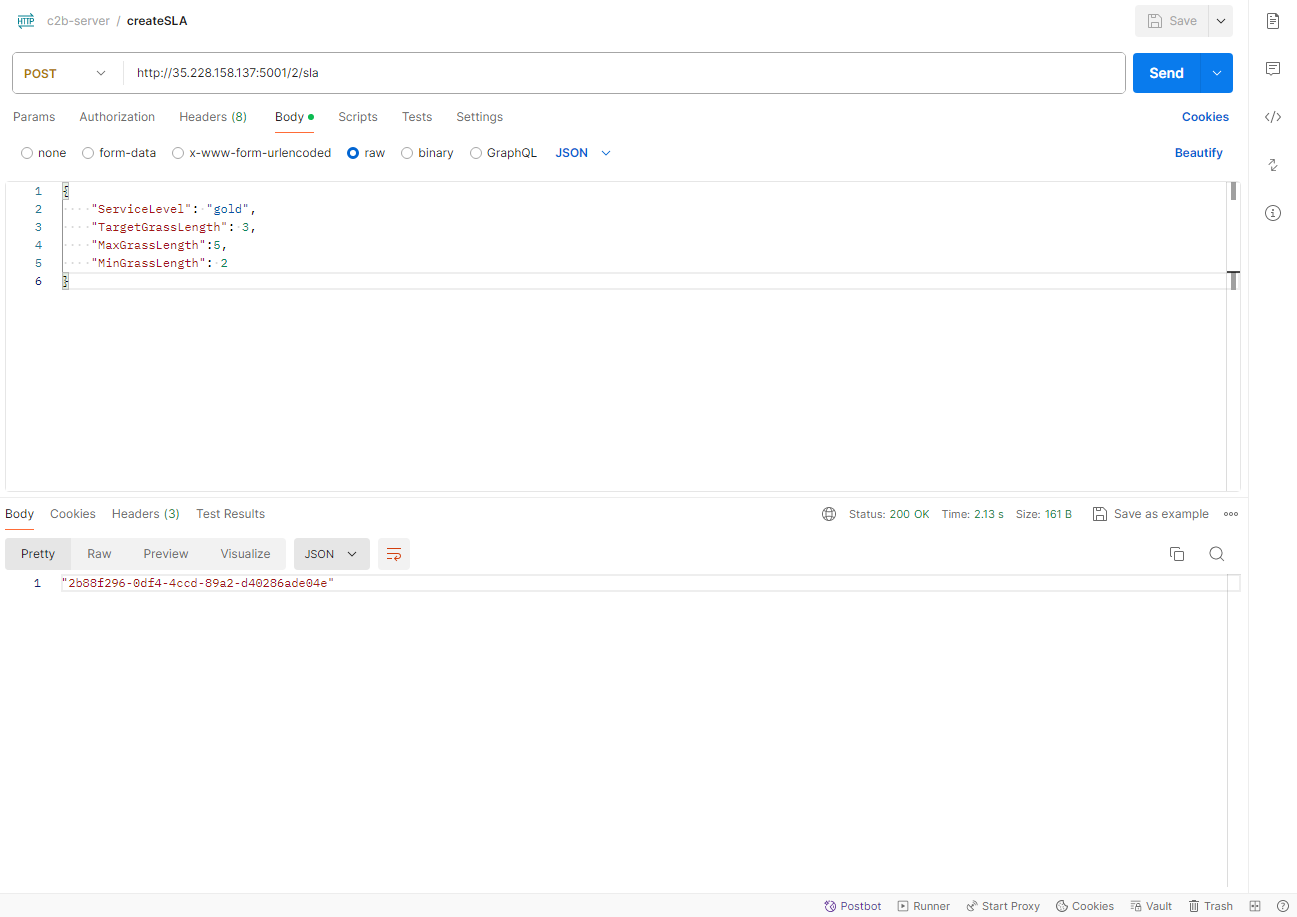 HTTP c2b-server / createSLA
Save
POST http://35.228.158.137:5001/2/sla Send
Params Authorization Headers (8) Body Scripts Tests Settings Cookies
none form-data x-www-form-urlencoded raw binary GraphQL JSON Beautify
1 {
2 "ServiceLevel": "gold",
3 "TargetGrassLength": 3,
4 "MaxGrassLength":5,
5 "MinGrassLength": 2
6 }
Body Cookies Headers (3) Test Results Status: 200 OK Time: 2.13 s Size: 161 B Save as example
Pretty Raw Preview Visualize JSON
1 "2b88f296-0df4-4ccd-89a2-d40286ade04e"
Postbot Runner Start Proxy Cookies Vault Trash